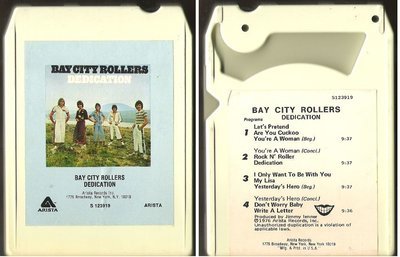 BAY CITY ROLLERS
DEDICATION
BAY CITY ROLLERS
DEDICATION
Arista Records Inc.
1776 Broadway, New York, N.Y. 10019
ARISTA
S 123919
ARISTA
S123919
BAY CITY ROLLERS
DEDICATION
Programs
1 Let's Pretend
Are You Cuckoo
You're A Woman (Beg.) 9-37
2 You're A Woman (Concl.)
Rock N' Roller
Dedication 9-37
3 I Only Want To Be With You
My Lisa
Yesterday's Hero (Beg.) 9-37
4 Yesterday's Hero (Concl.)
Don't Worry Baby
Write A Letter 9-36
Produced by Jimmy Ienner
©1976 Arista Records, Inc.
Unauthorized duplication is a violation of
applicable laws.
Arista Records
1776 Broadway, New York, New York 10019
Mfg. & Print. in U.S.A.